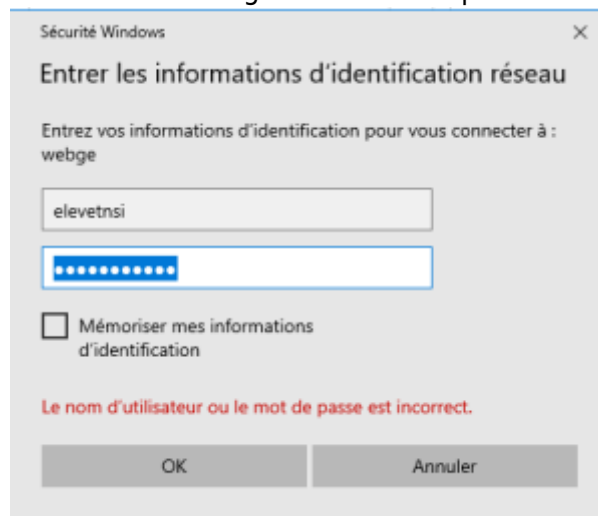 Sécurité Windows
Entrer les informations d'identification réseau
Entrez vos informations d'identification pour vous connecter à :
webge
elevetnsi
●●●●●●●●●●●
Mémoriser mes informations
d'identification
Le nom d'utilisateur ou le mot de passe est incorrect.
OK
Annuler